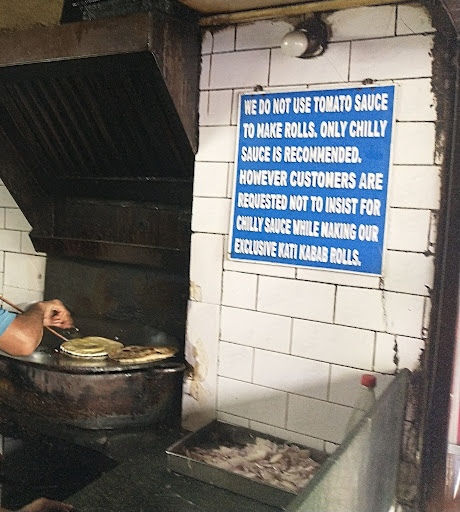 WE DO NOT USE TOMATO SAUCE
TO MAKE ROLLS. ONLY CHILLY
SAUCE IS RECOMMENDED.
HOWEVER CUSTOMERS ARE
REQUESTED NOT TO INSIST FOR
CHILLY SAUCE WHILE MAKING OUR
EXCLUSIVE KATI KABAB ROLLS.